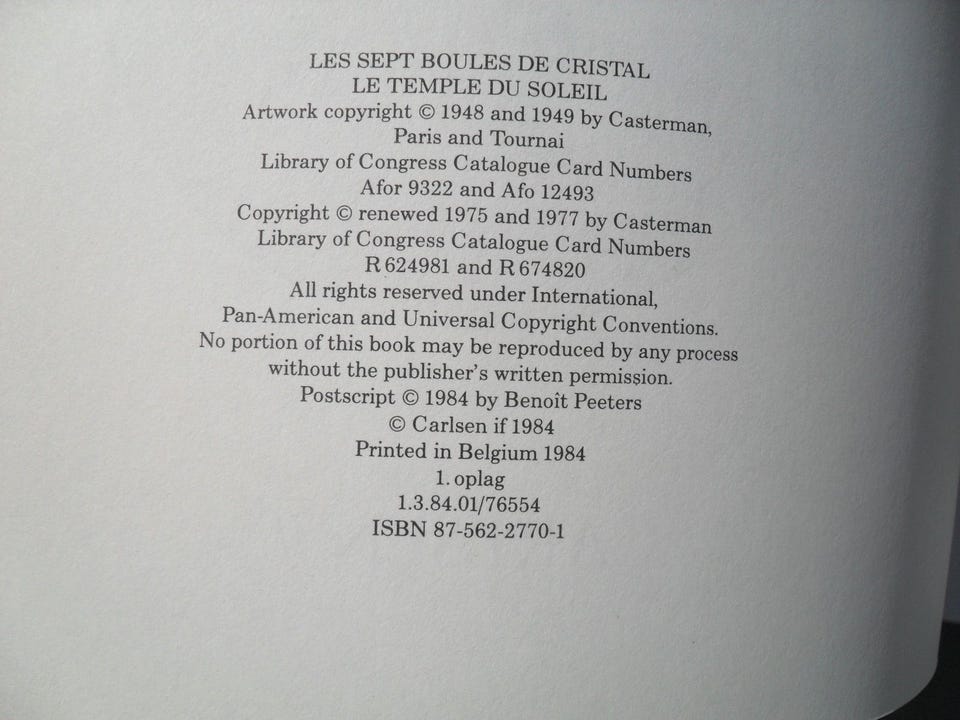 LES SEPT BOULES DE CRISTAL
LE TEMPLE DU SOLEIL
Artwork copyright © 1948 and 1949 by Casterman,
Paris and Tournai
Library of Congress Catalogue Card Numbers
Afor 9322 and Afo 12493
Copyright © renewed 1975 and 1977 by Casterman
Library of Congress Catalogue Card Numbers
R 624981 and R 674820
All rights reserved under International,
Pan-American and Universal Copyright Conventions.
No portion of this book may be reproduced by any process
without the publisher's written permission.
Postscript © 1984 by Benoît Peeters
© Carlsen if 1984
Printed in Belgium 1984
1. oplag
1.3.84.01/76554
ISBN 87-562-2770-1